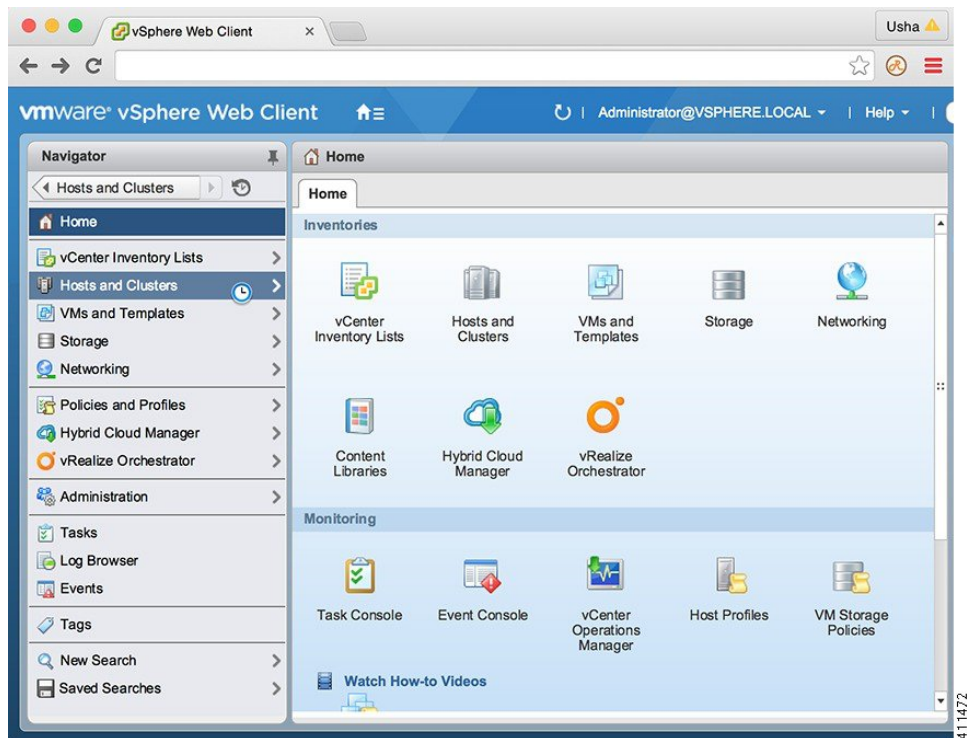 vSphere Web Client
Usha
vmware® vSphere Web Client
Administrator@VSPHERE.LOCAL
Help
Navigator
Hosts and Clusters
Home
vCenter Inventory Lists
Hosts and Clusters
VMs and Templates
Storage
Networking
Policies and Profiles
Hybrid Cloud Manager
vRealize Orchestrator
Administration
Tasks
Log Browser
Events
Tags
New Search
Saved Searches
Home
Home
Inventories
vCenter
Inventory Lists
Hosts and
Clusters
VMs and
Templates
Storage
Networking
Content
Libraries
Hybrid Cloud
Manager
vRealize
Orchestrator
Monitoring
Task Console
Event Console
vCenter
Operations
Manager
Host Profiles
VM Storage
Policies
Watch How-to Videos
411472